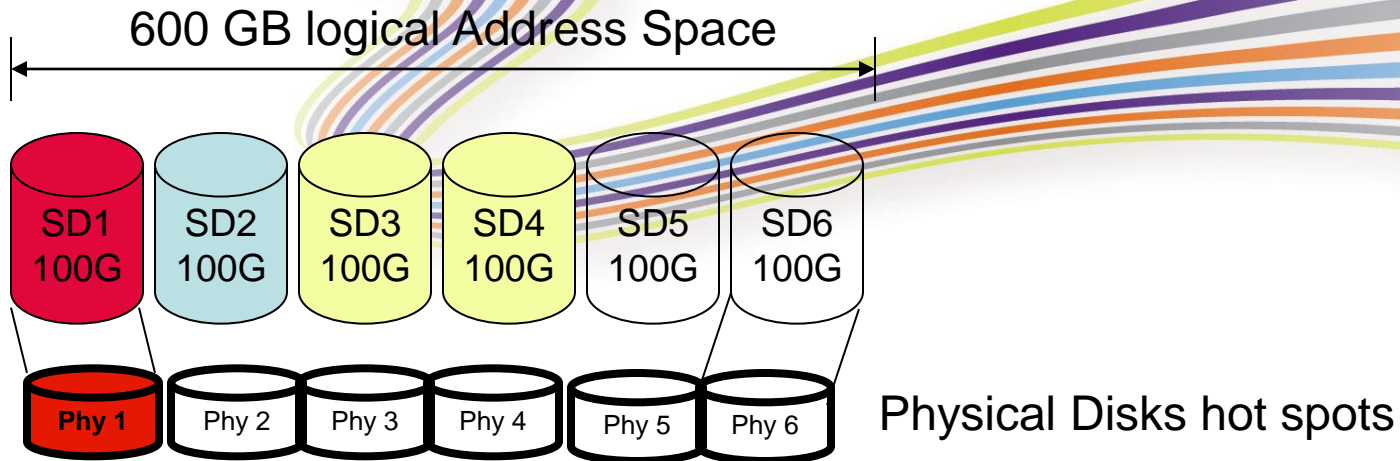 600 GB logical Address Space
SD1
100G
SD2
100G
SD3
100G
SD4
100G
SD5
100G
SD6
100G
Phy 1
Phy 2
Phy 3
Phy 4
Phy 5
Phy 6
Physical Disks hot spots